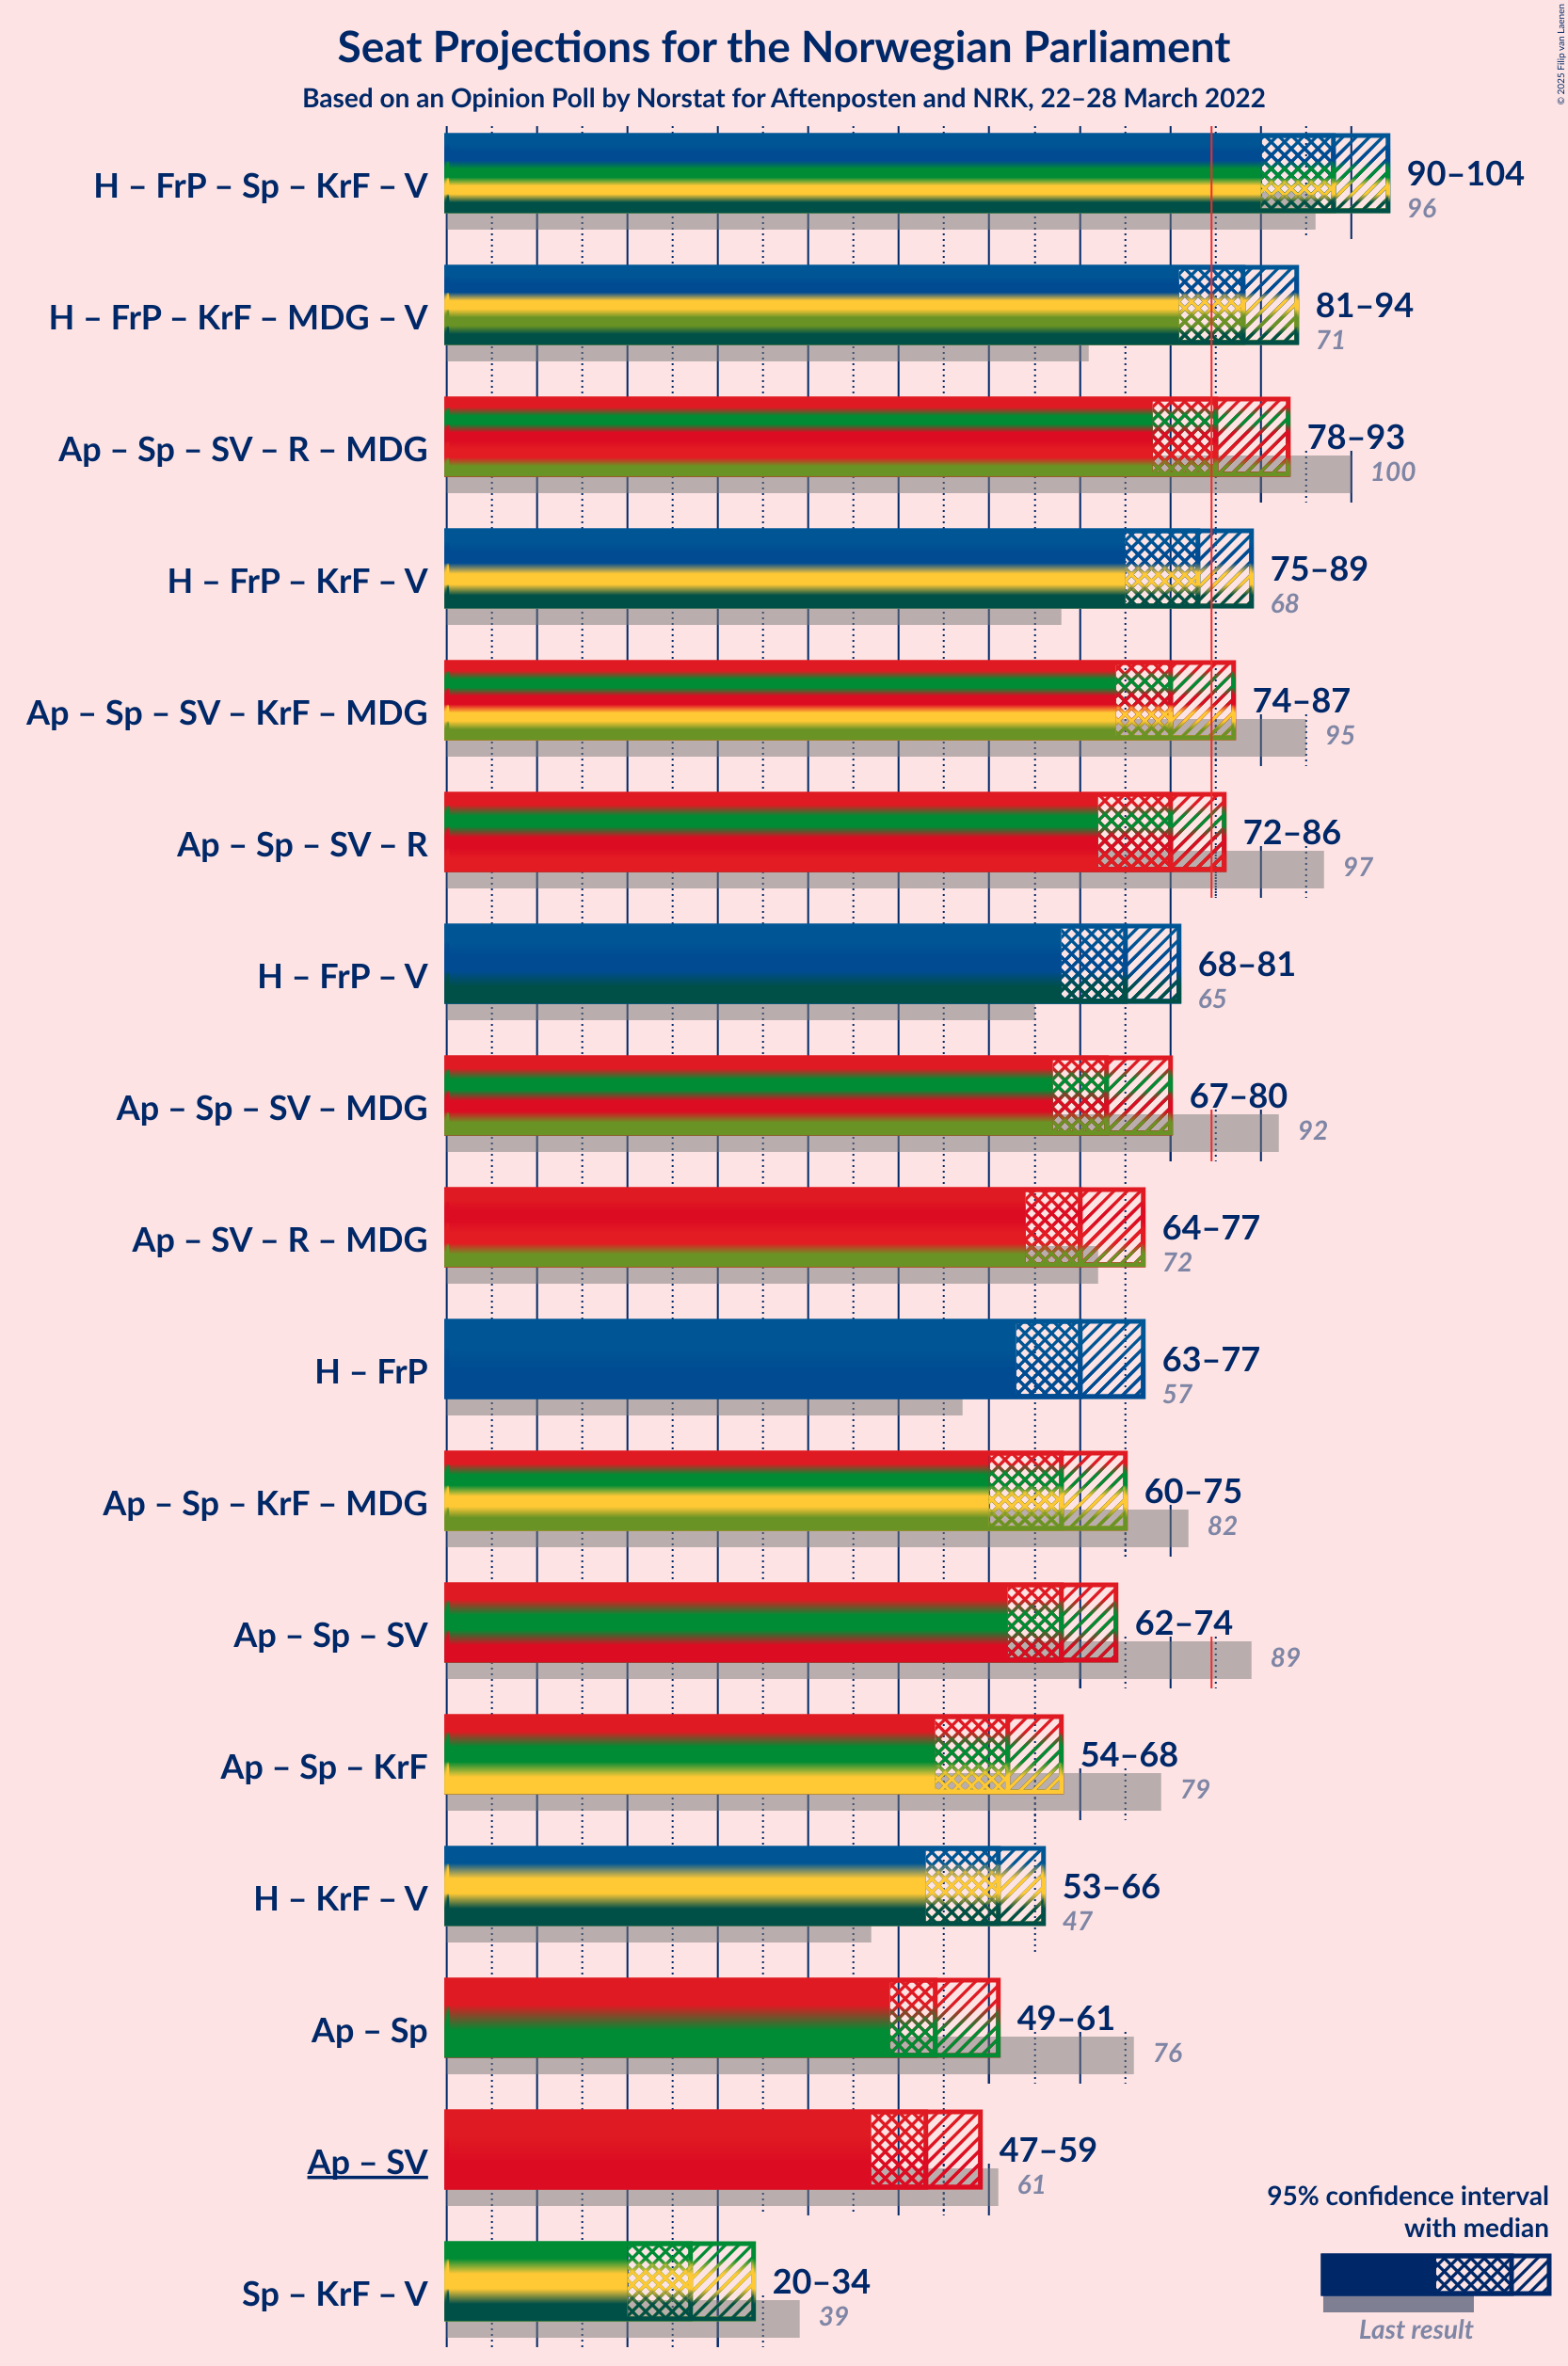 Seat Projections for the Norwegian Parliament
Based on an Opinion Poll by Norstat for Aftenposten and NRK, 22–28 March 2022
© 2025 Filip van Laenen
H – FrP – Sp – KrF – V
90–104
96
H – FrP – KrF – MDG – V
81–94
71
Ap – Sp – SV – R – MDG
78–93
100
H – FrP – KrF – V
75–89
68
Ap – Sp – SV – KrF – MDG
74–87
95
Ap – Sp – SV – R
72–86
97
H – FrP – V
68–81
65
Ap – Sp – SV – MDG
67–80
92
Ap – SV – R – MDG
64–77
72
H – FrP
63–77
57
Ap – Sp – KrF – MDG
60–75
82
Ap – Sp – SV
62–74
89
Ap – Sp – KrF
54–68
79
H – KrF – V
53–66
47
Ap – Sp
49–61
76
Ap – SV
47–59
61
Sp – KrF – V
20–34
39
95% confidence interval
with median
Last result